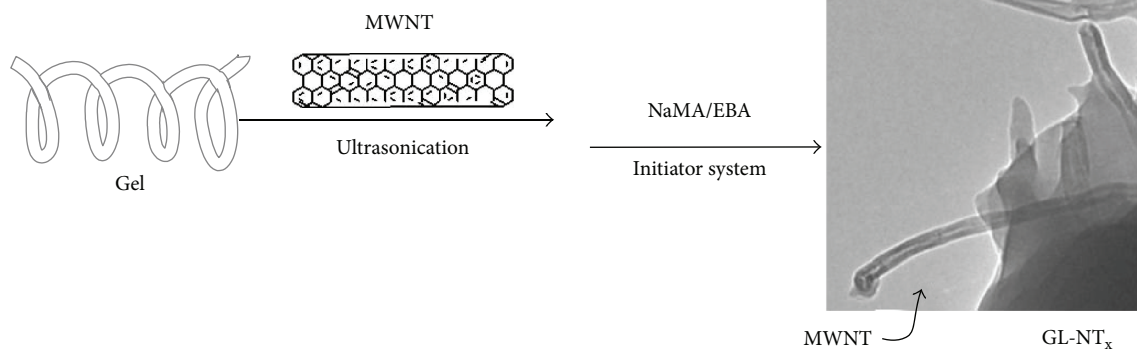 MWNT
Ultrasonication
Gel
NaMA/EBA
Initiator system
MWNT
GL-NTₓ